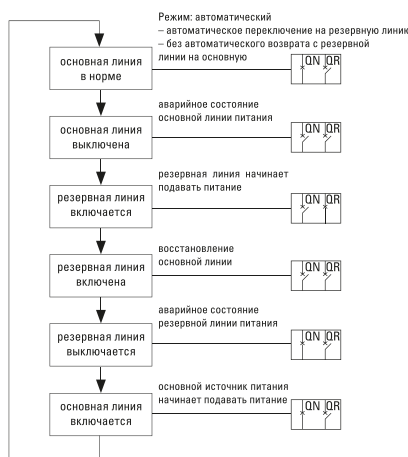 Режим: автоматический
– автоматическое переключение на резервную линию
– без автоматического возврата с резервной
линии на основную
основная линия
в норме
QN QR
аварийное состояние
основной линии питания
основная линия
выключена
QN QR
резервная линия начинает
подавать питание
резервная линия
включается
QN QR
восстановление
основной линии
резервная линия
включена
QN QR
аварийное состояние
резервной линии питания
резервная линия
выключается
QN QR
основной источник питания
начинает подавать питание
основная линия
включается
QN QR